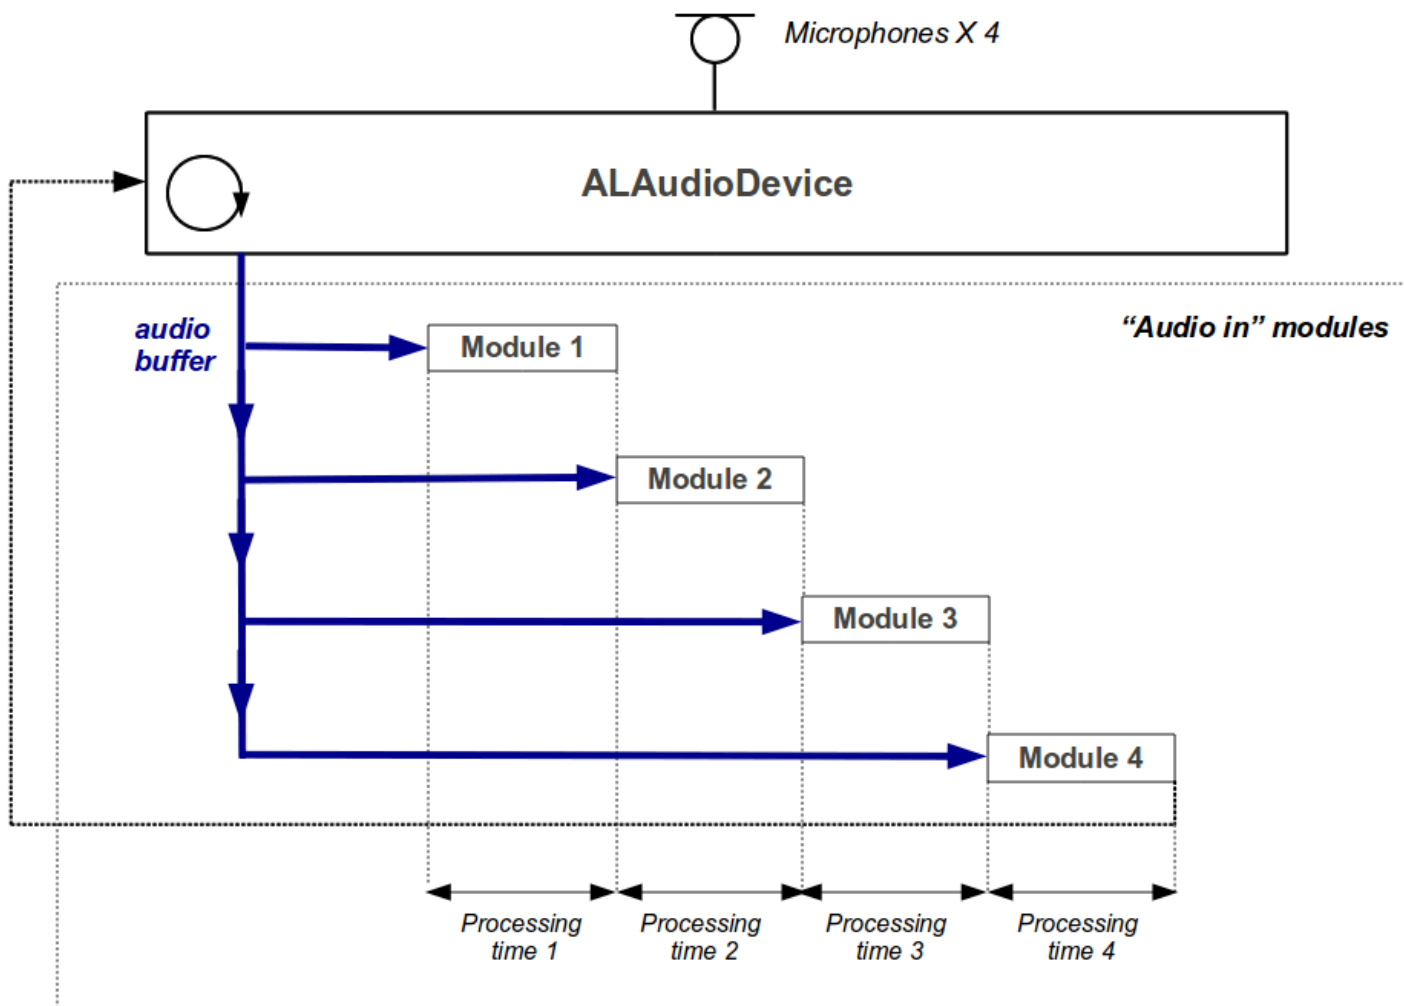 Microphones X 4
ALAudioDevice
“Audio in” modules
audio
buffer
Module 1
Module 2
Module 3
Module 4
Processing
time 1
Processing
time 2
Processing
time 3
Processing
time 4